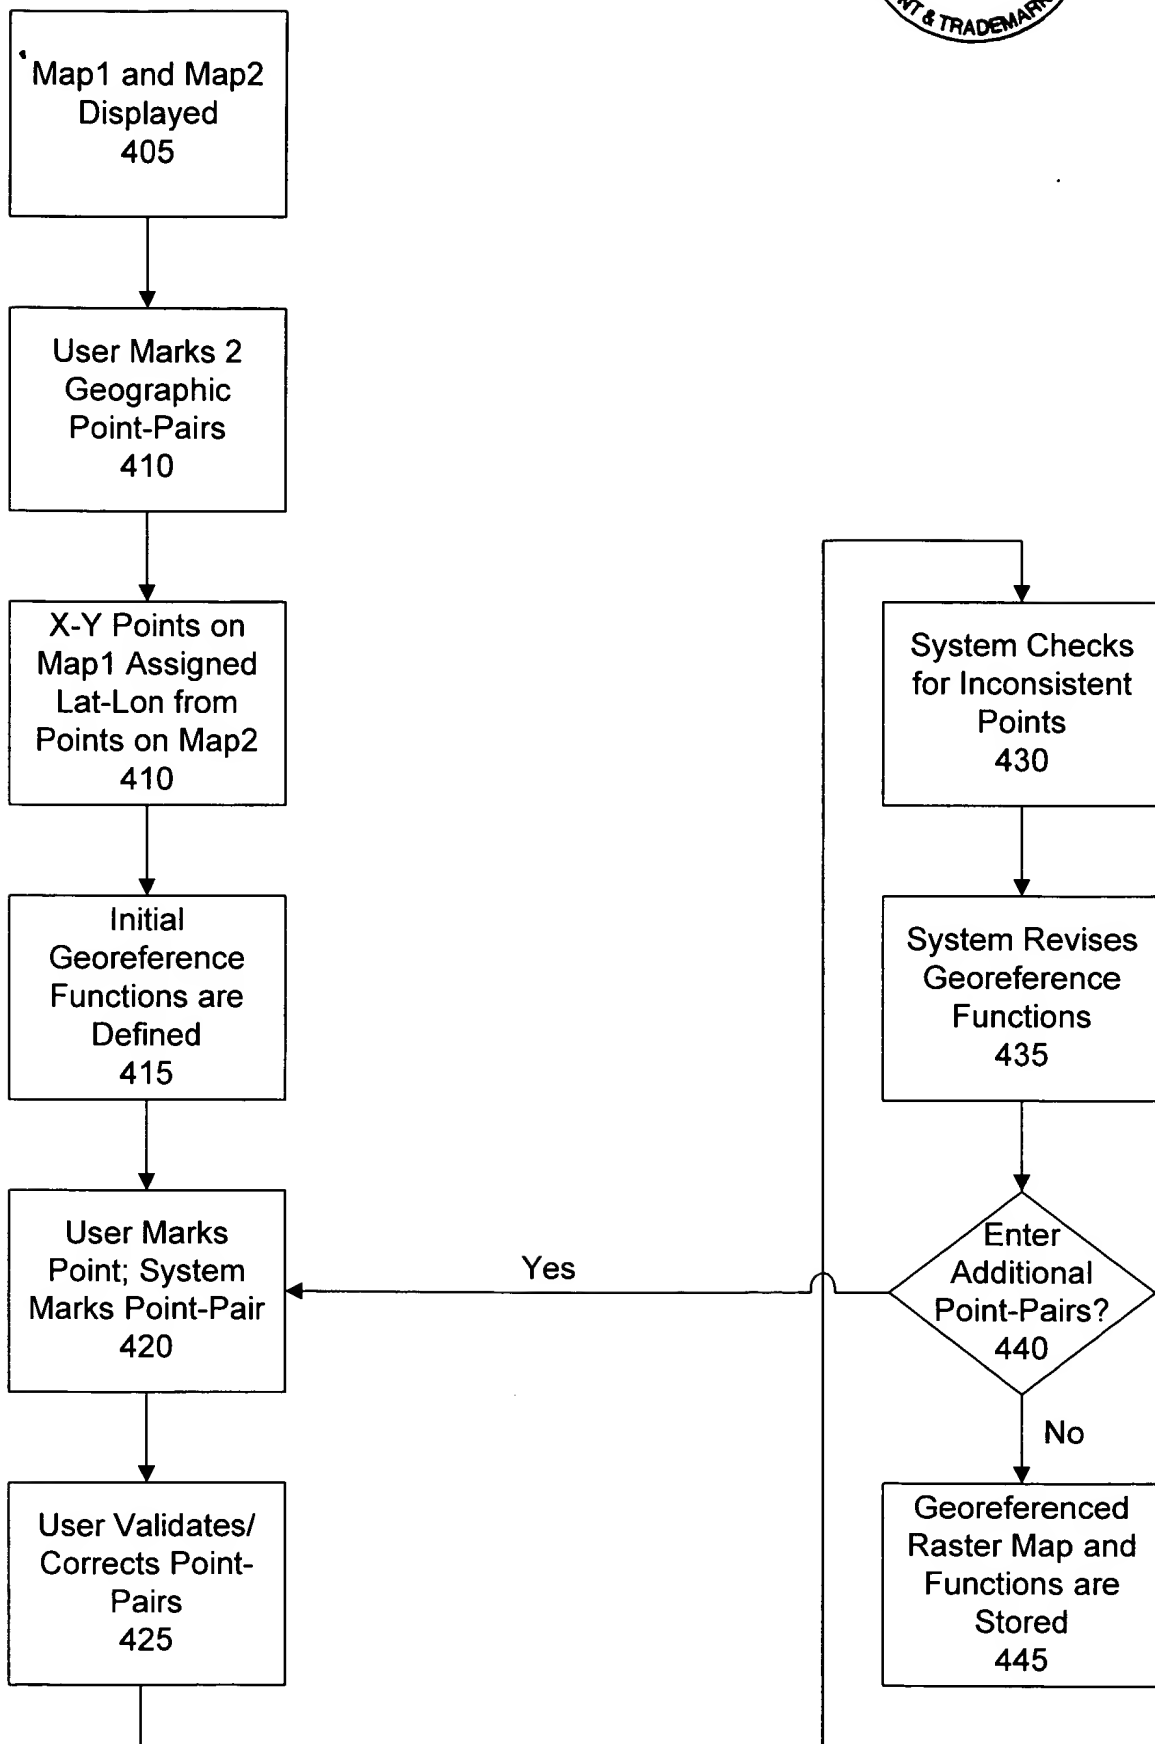 & TRADEMARK
Map1 and Map2
Displayed
405
User Marks 2
Geographic
Point-Pairs
410
X-Y Points on
Map1 Assigned
Lat-Lon from
Points on Map2
410
Initial
Georeference
Functions are
Defined
415
User Marks
Point; System
Marks Point-Pair
420
User Validates/
Corrects Point-
Pairs
425
System Checks
for Inconsistent
Points
430
System Revises
Georeference
Functions
435
Enter
Additional
Point-Pairs?
440
Yes
No
Georeferenced
Raster Map and
Functions are
Stored
445